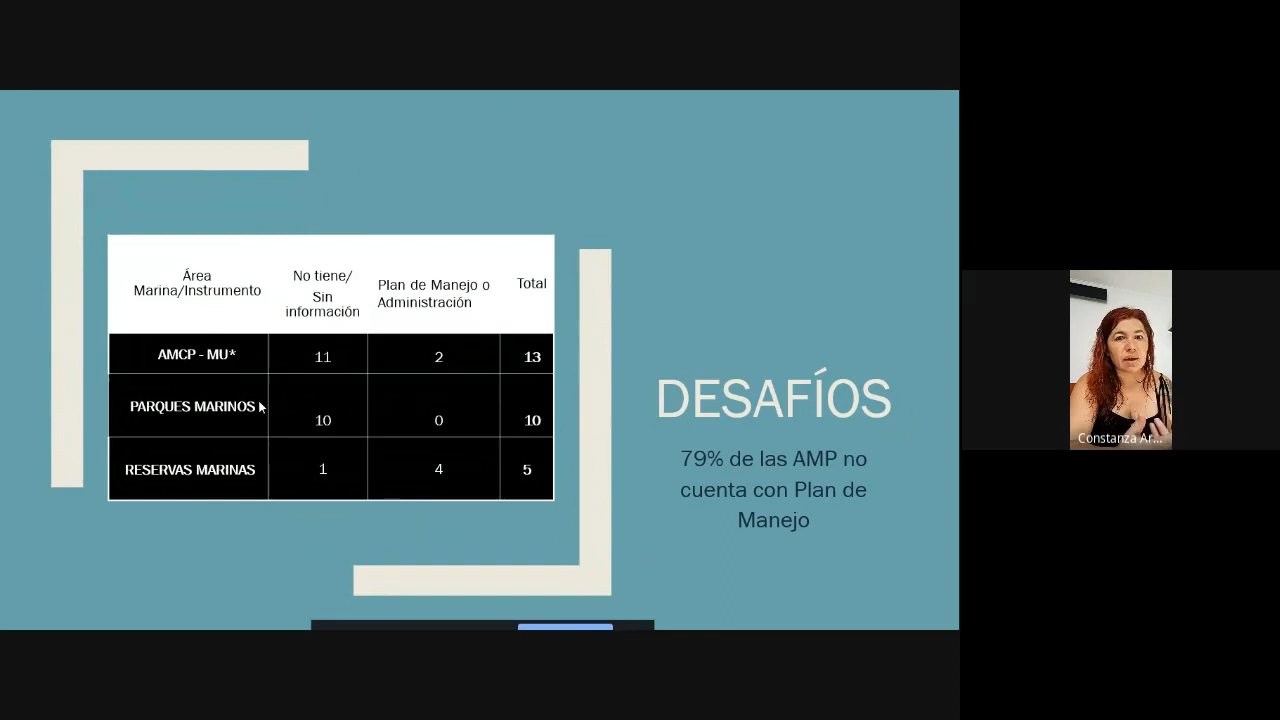 Área
Marina/Instrumento
No tiene/
Sin
información
Plan de Manejo o
Administración
Total
AMCP - MU*
11
2
13
PARQUES MARINOS
10
0
10
RESERVAS MARINAS
1
4
5
DESAFÍOS
79% de las AMP no
cuenta con Plan de
Manejo
Constanza Ar...